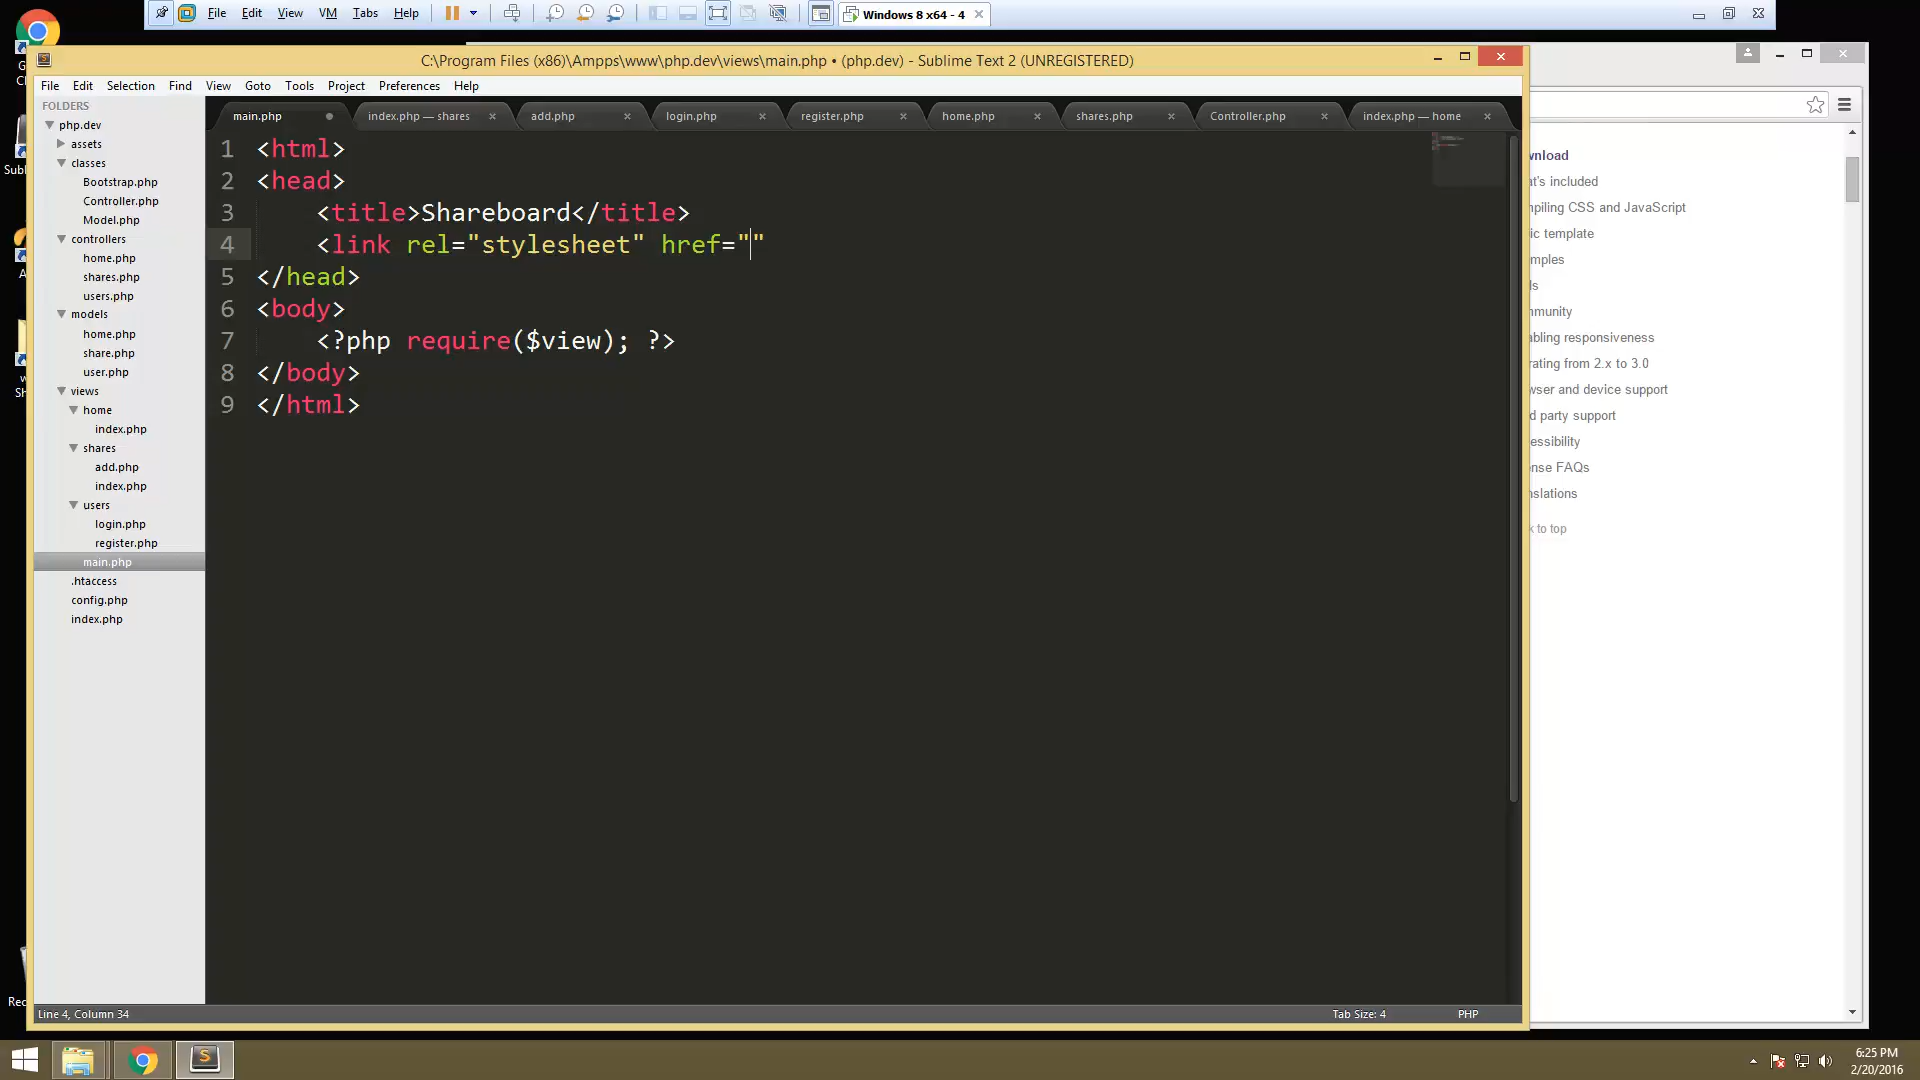 File Edit View VM Tabs Help Windows 8 x64 - 4
C:\Program Files (x86)\Ampps\www\php.dev\views\main.php • (php.dev) - Sublime Text 2 (UNREGISTERED)
File Edit Selection Find View Goto Tools Project Preferences Help
FOLDERS
php.dev
assets
classes
Bootstrap.php
Controller.php
Model.php
controllers
home.php
shares.php
users.php
models
home.php
share.php
user.php
views
home
index.php
shares
add.php
index.php
users
login.php
register.php
main.php
.htaccess
config.php
index.php
main.php index.php — shares add.php login.php register.php home.php shares.php Controller.php index.php — home
1 <html>
2 <head>
3 <title>Shareboard</title>
4 <link rel="stylesheet" href=""
5 </head>
6 <body>
7 <?php require($view); ?>
8 </body>
9 </html>
wnload
at's included
mpiling CSS and JavaScript
ic template
mples
ls
mmunity
abling responsiveness
rating from 2.x to 3.0
wser and device support
d party support
essibility
ense FAQs
nslations
k to top
Line 4, Column 34 Tab Size: 4 PHP
6:25 PM
2/20/2016